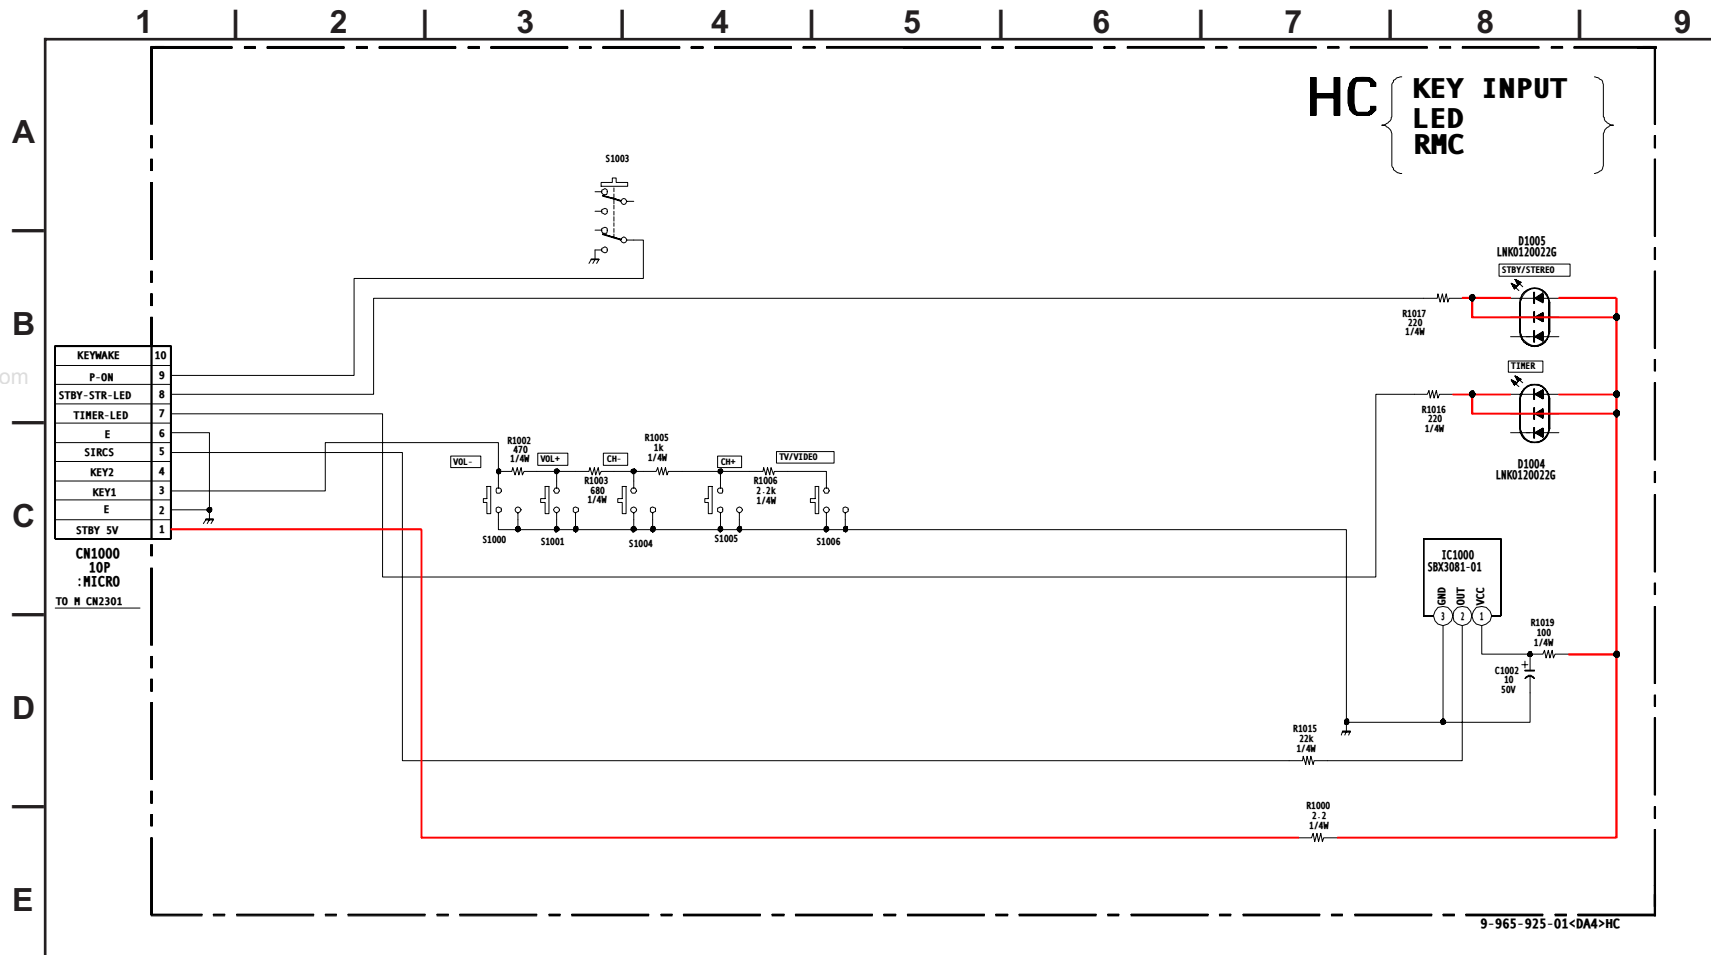 1 2 3 4 5 6 7 8 9
A
B
C
D
E
HC
KEY INPUT
LED
RMC
S1003
D1005
LNK0120022G
STBY/STEREO
R1017
220
1/4W
TIMER
R1016
220
1/4W
D1004
LNK0120022G
KEYWAKE 10
P-ON 9
STBY-STR-LED 8
TIMER-LED 7
E 6
SIRCS 5
KEY2 4
KEY1 3
E 2
STBY 5V 1
CN1000
10P
:MICRO
TO M CN2301
om
VOL-
R1002
470
1/4W
VOL+
R1003
680
1/4W
CH-
R1005
1k
1/4W
CH+
R1006
2.2k
1/4W
TV/VIDEO
S1000
S1001
S1004
S1005
S1006
IC1000
SBX3081-01
GND OUT VCC
3 2 1
R1019
100
1/4W
C1002
+
10
50V
R1015
22k
1/4W
R1000
2.2
1/4W
9-965-925-01<DA4>HC